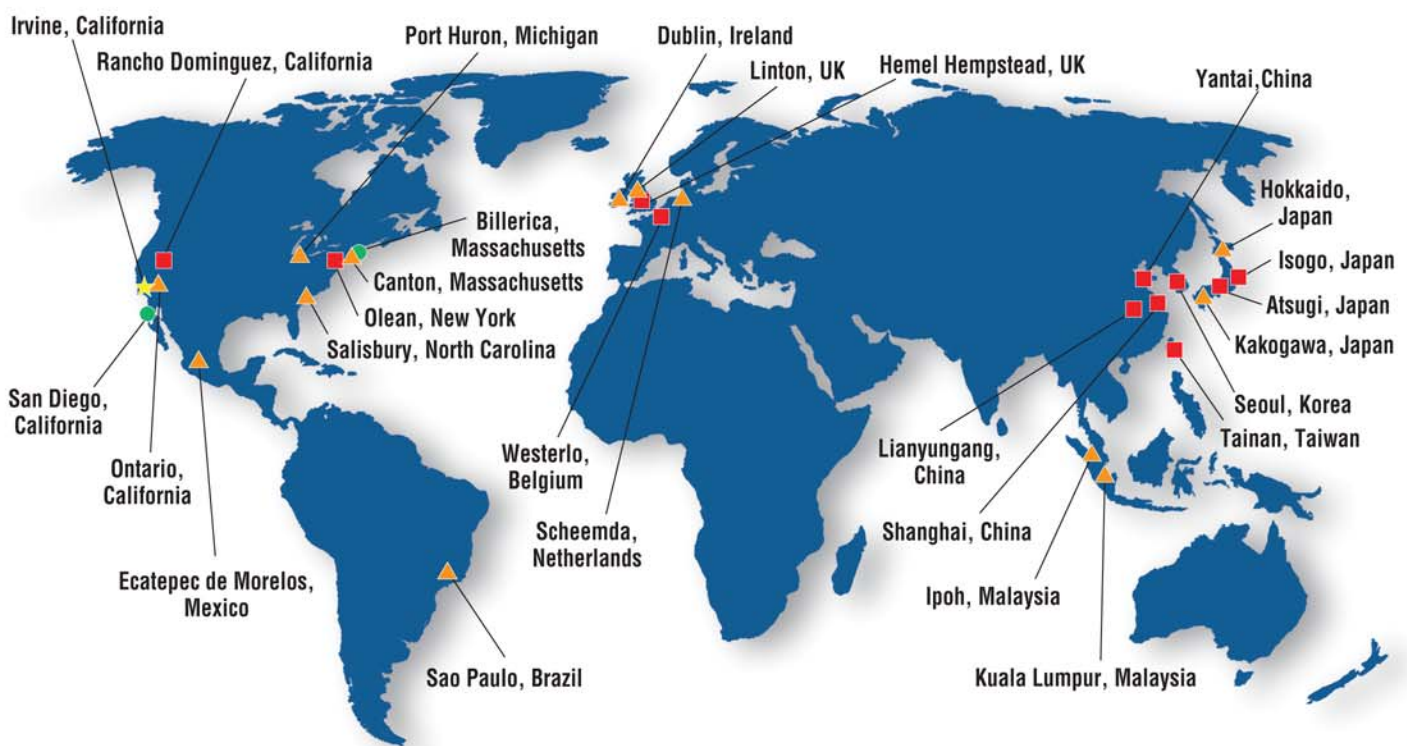 Irvine, California
Rancho Dominguez, California
Port Huron, Michigan
Dublin, Ireland
Linton, UK
Hemel Hempstead, UK
Yantai,China
Hokkaido,
Japan
Billerica,
Massachusetts
Isogo, Japan
Canton, Massachusetts
Atsugi, Japan
Olean, New York
Kakogawa, Japan
Salisbury, North Carolina
San Diego,
California
Seoul, Korea
Tainan, Taiwan
Westerlo,
Belgium
Lianyungang,
China
Ontario,
California
Scheemda,
Netherlands
Shanghai, China
Ecatepec de Morelos,
Mexico
Ipoh, Malaysia
Sao Paulo, Brazil
Kuala Lumpur, Malaysia